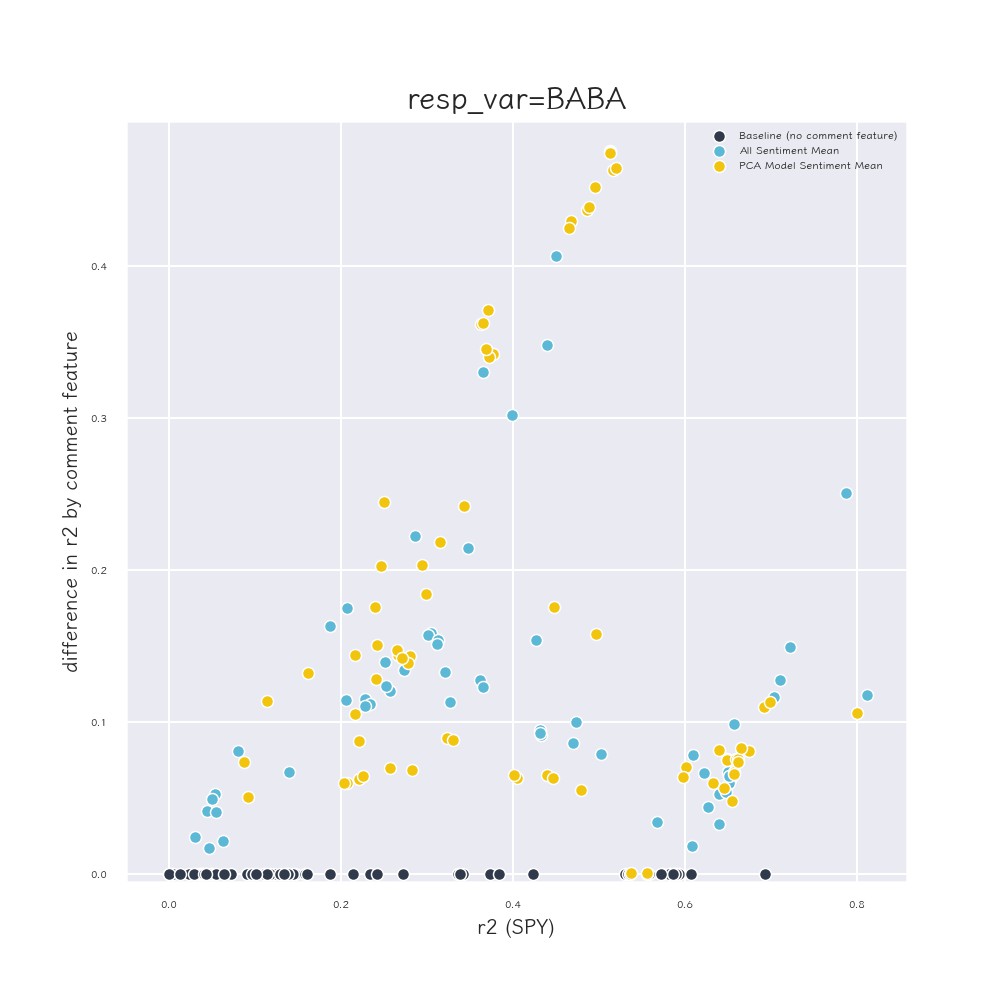 resp_var=BABA
Baseline (no comment feature)
All Sentiment Mean
PCA Model Sentiment Mean
difference in r2 by comment feature
0.4
0.3
0.2
0.1
0.0
0.0 0.2 0.4 0.6 0.8
r2 (SPY)